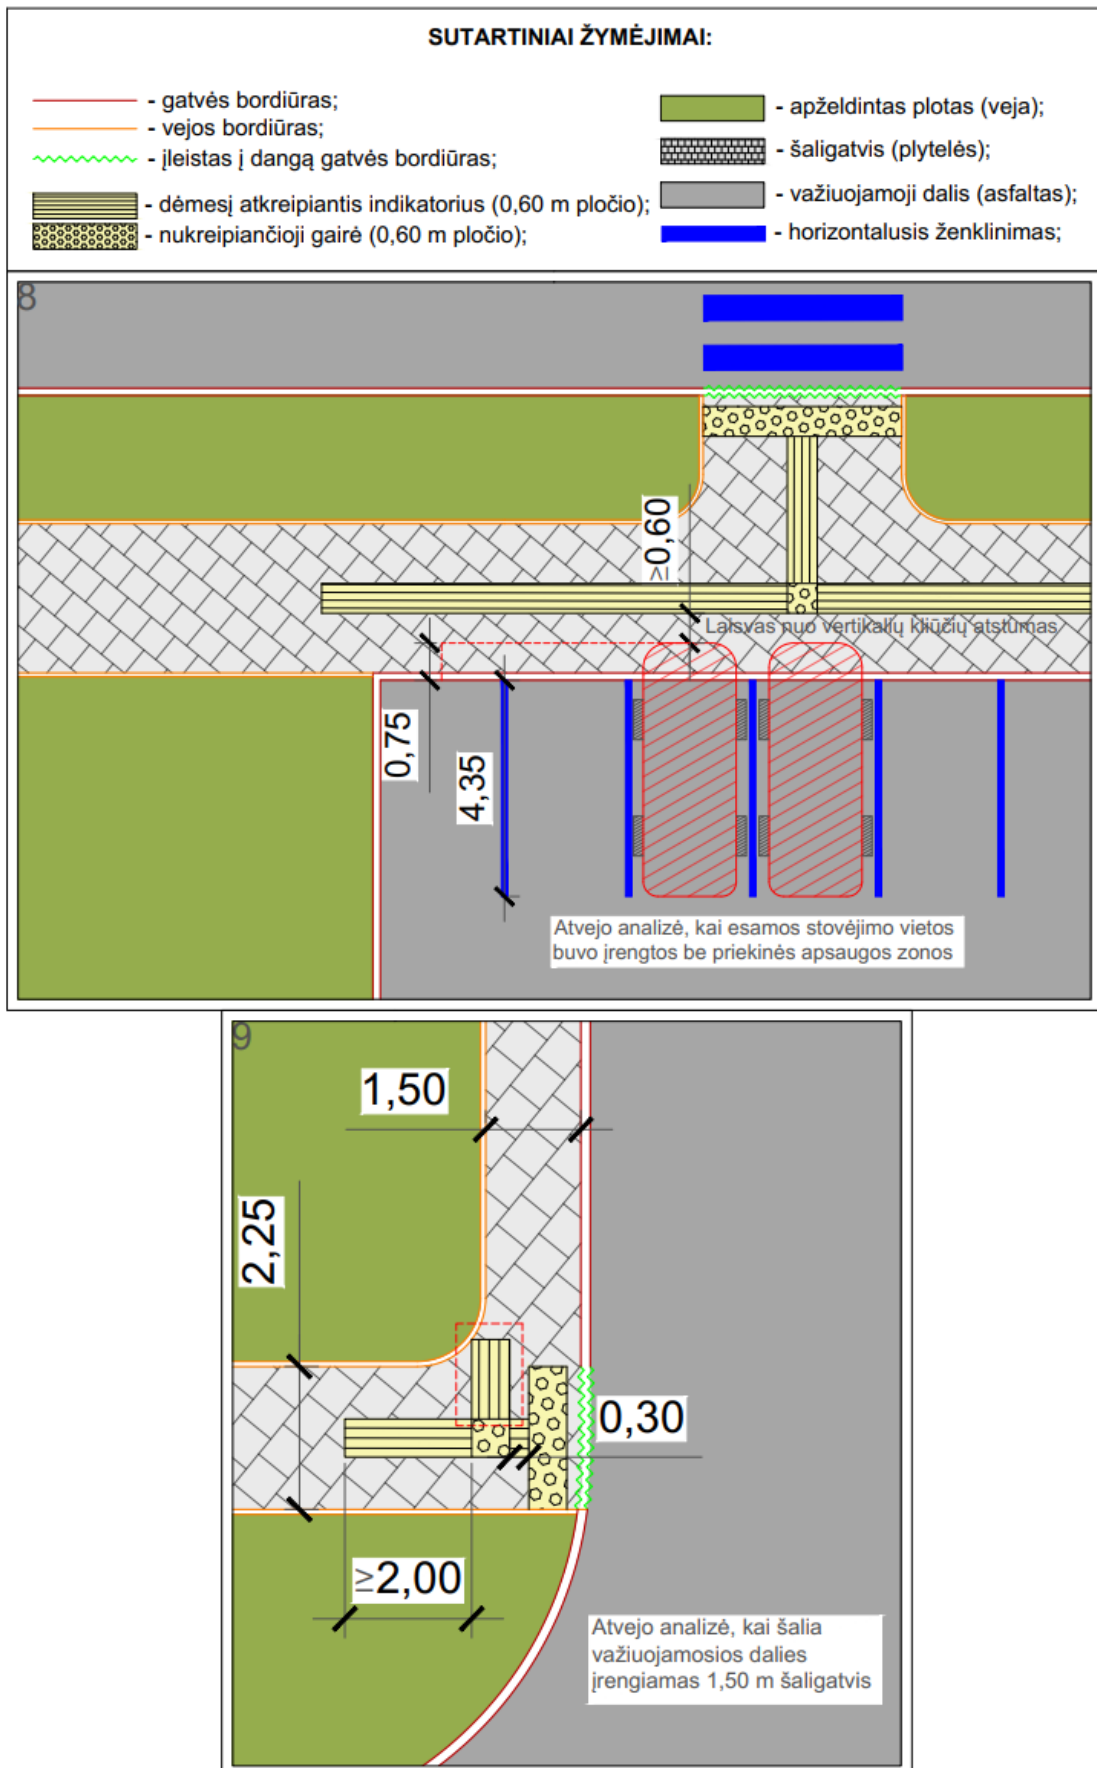 SUTARTINIAI ŽYMĖJIMAI:
- gatvės bordiūras;
- vejos bordiūras;
- įleistas į dangą gatvės bordiūras;
- dėmesį atkreipiantis indikatorius (0,60 m pločio);
- nukreipiančioji gairė (0,60 m pločio);
- apželdintas plotas (veja);
- šaligatvis (plytelės);
- važiuojamoji dalis (asfaltas);
- horizontalusis ženklinimas;
8
≥0,60
Laisvas nuo vertikalių kliūčių atstumas
0,75
4,35
Atvejo analizė, kai esamos stovėjimo vietos
buvo įrengtos be priekinės apsaugos zonos
9
1,50
2,25
0,30
≥2,00
Atvejo analizė, kai šalia
važiuojamosios dalies
įrengiamas 1,50 m šaligatvis